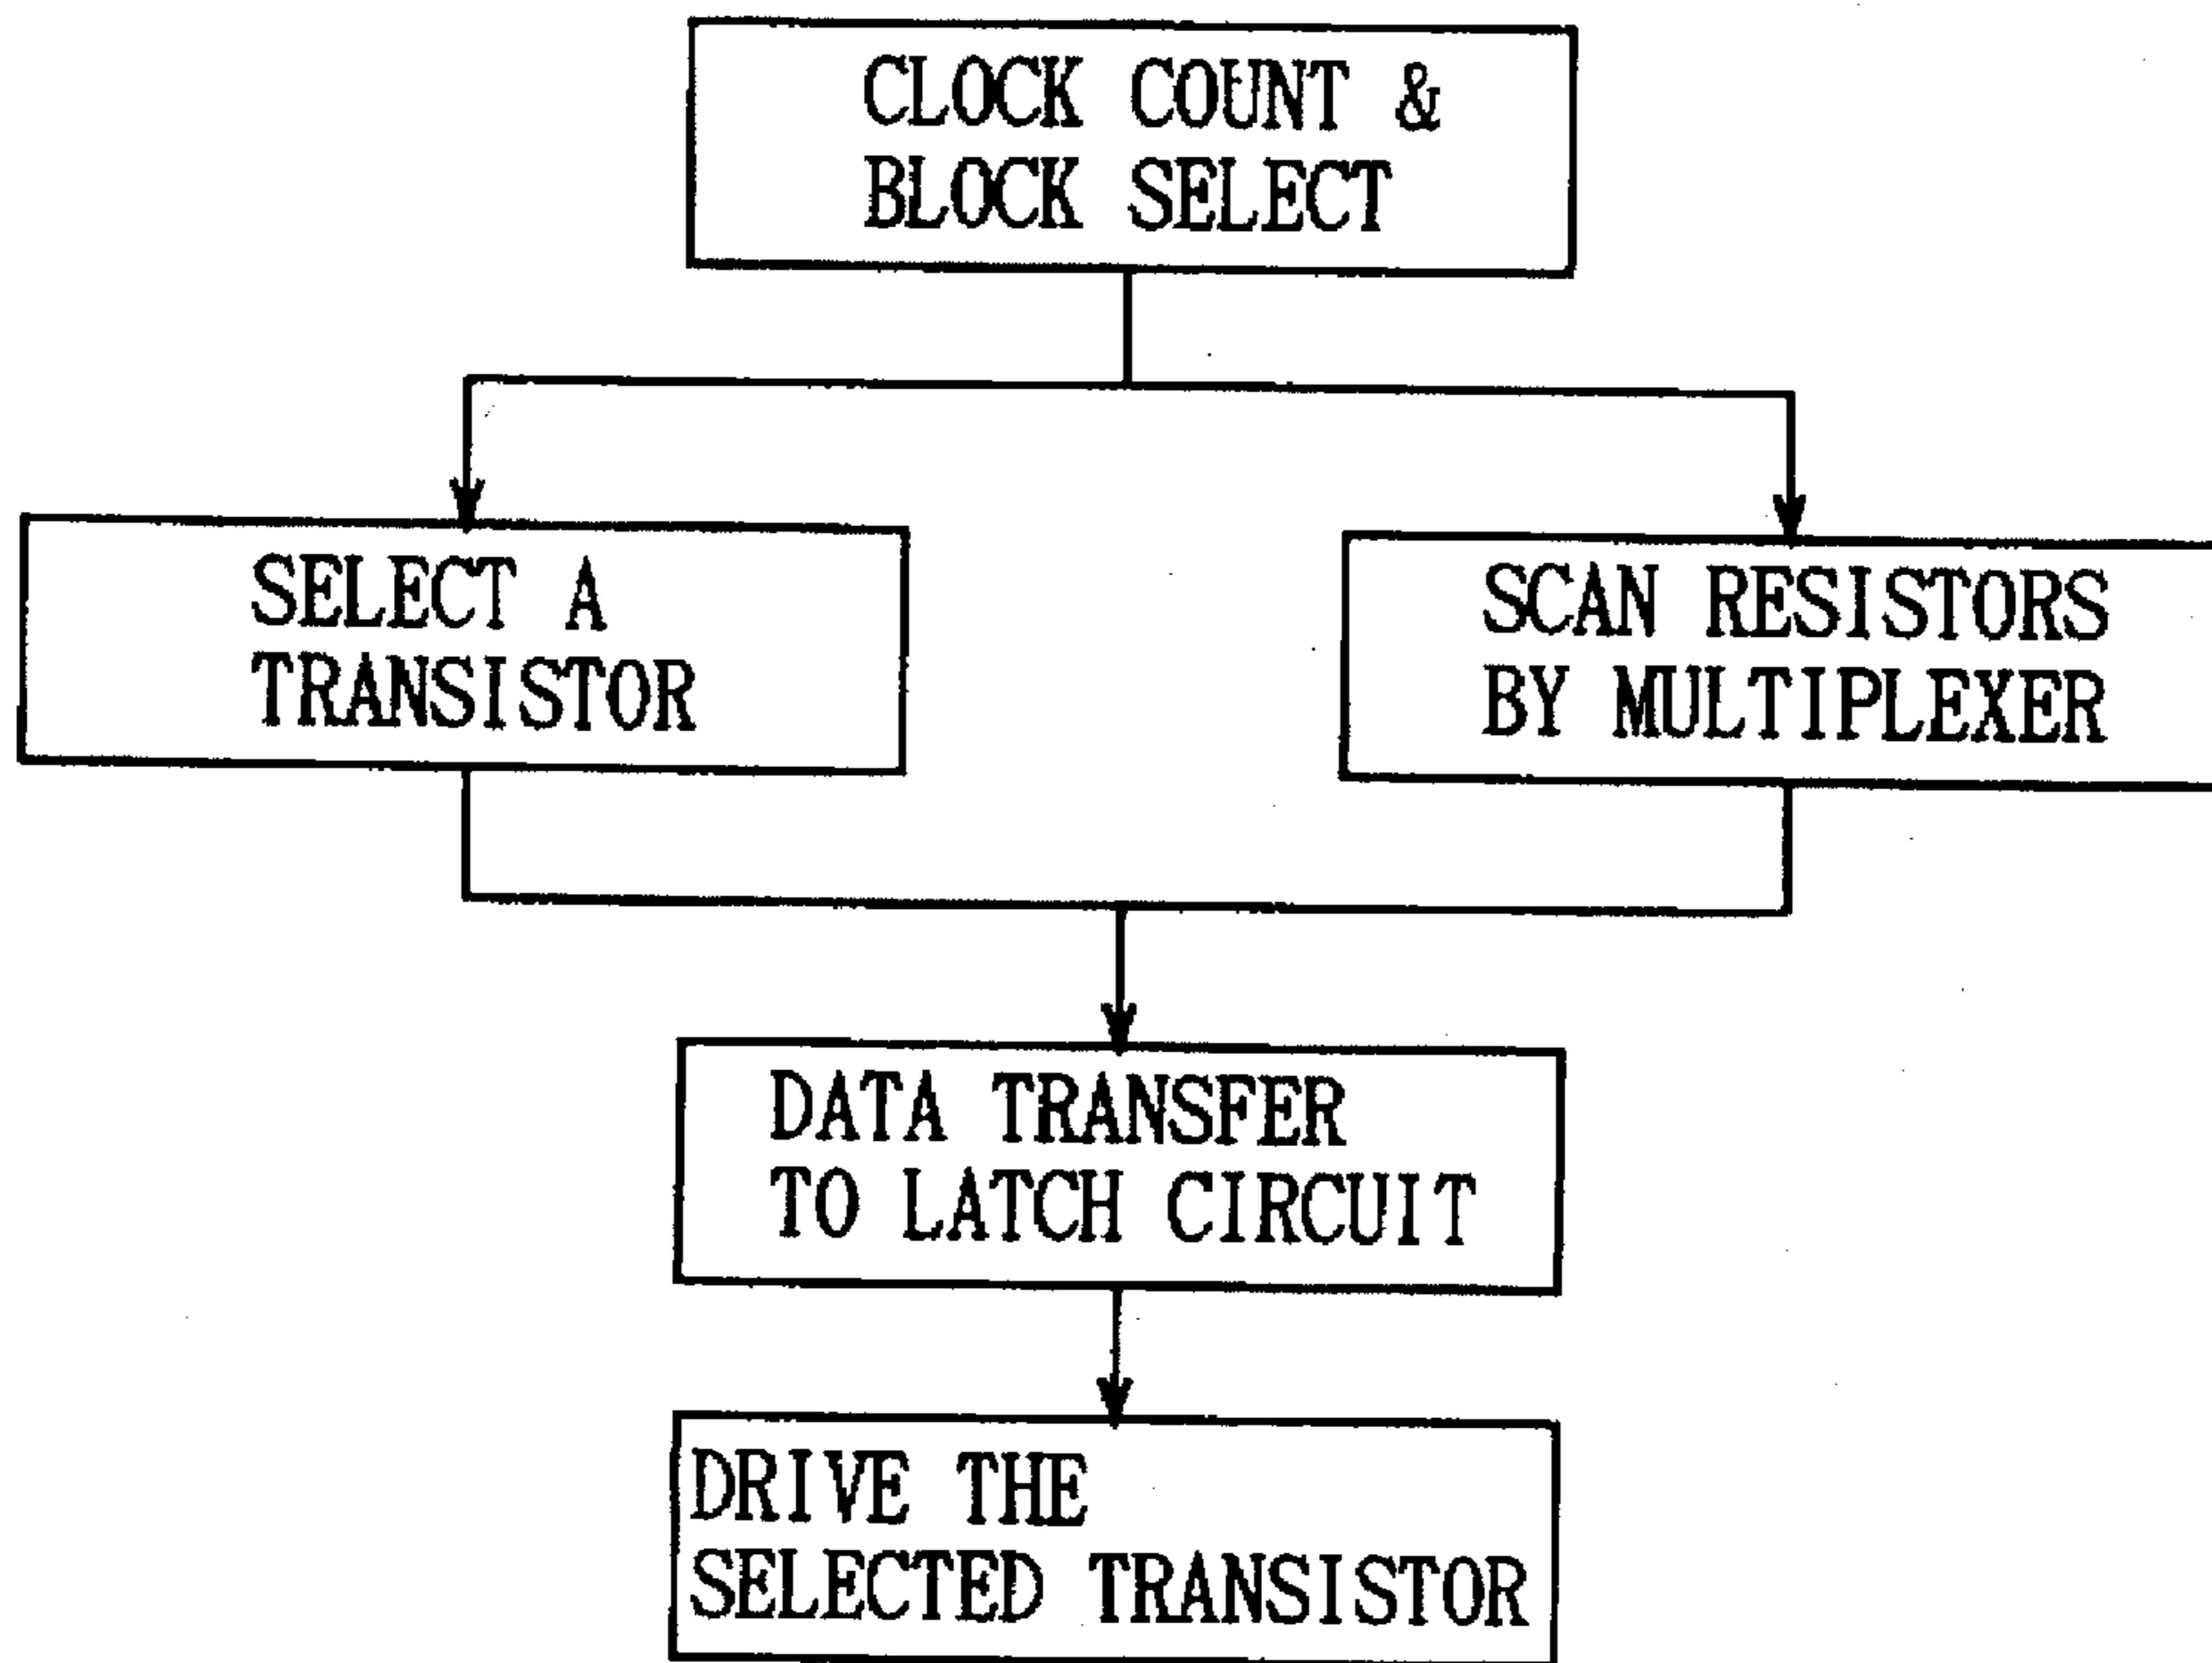 CLOCK COUNT &
BLOCK SELECT
SELECT A
TRANSISTOR
SCAN RESISTORS
BY MULTIPLEXER
DATA TRANSFER
TO LATCH CIRCUIT
DRIVE THE
SELECTED TRANSISTOR